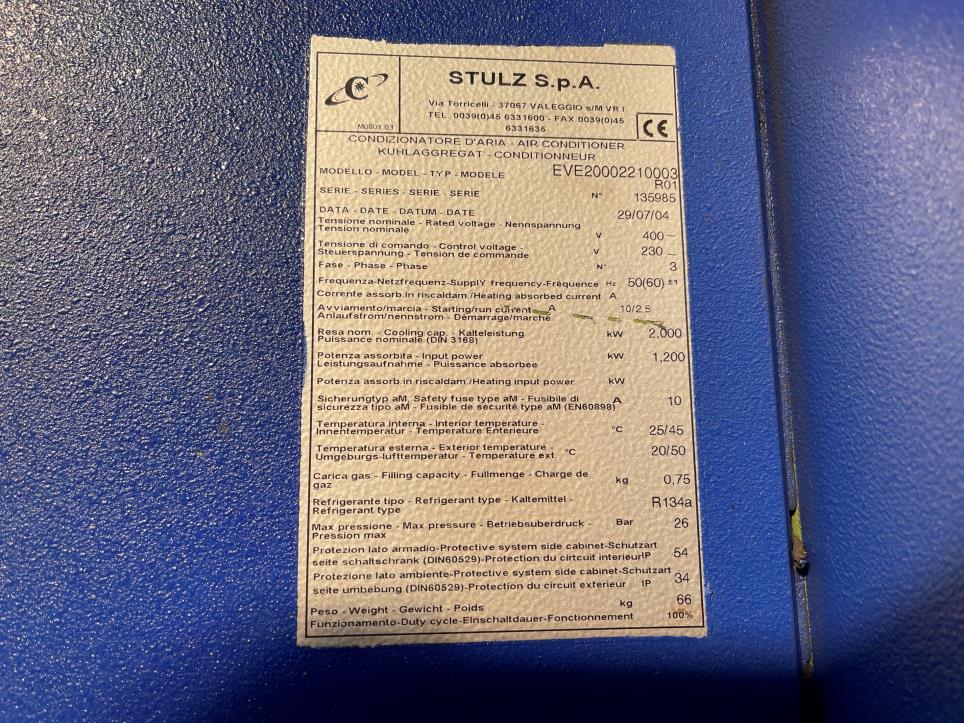 C
M0S01.03
STULZ S.p.A.
Via Torricelli - 37067 VALEGGIO s/M VR I
TEL. 0039(0)45 6331600 - FAX 0039(0)45
6331635
CE
CONDIZIONATORE D'ARIA - AIR CONDITIONER
KUHLAGGREGAT - CONDITIONNEUR
MODELLO - MODEL - TYP - MODELE EVE20002210003
R01
SERIE - SERIES - SERIE - SERIE N° 135985
DATA - DATE - DATUM - DATE 29/07/04
Tensione nominale - Rated voltage - Nennspannung
Tension nominale V 400 ~
Tensione di comando - Control voltage -
Steuerspannung - Tension de commande V 230 _
Fase - Phase - Phase N° 3
Frequenza-Netzfrequenz-SupplY frequency-Fréquence Hz 50(60) ±1
Corrente assorb.in riscaldam./Heating absorbed current A
Avviamento/marcia - Starting/run current A 10/2.5
Anlaufstrom/nennstrom - Démarrage/marche
Resa nom. - Cooling cap. - Kalteleistung kW 2,000
Puissance nominale (DIN 3168)
Potenza assorbita - Input power kW 1,200
Leistungsaufnahme - Puissance absorbée
Potenza assorb.in riscaldam./Heating input power kW
Sicherungtyp aM, Safety fuse type aM - Fusibile di A 10
sicurezza tipo aM - Fusible de sécurité type aM (EN60898)
Temperatura interna - Interior temperature - °C 25/45
Innentemperatur - Temperature Enterieure
Temperatura esterna - Exterior temperature - °C 20/50
Umgeburgs-lufttemperatur - Temperature ext.
Carica gas - Filling capacity - Fullmenge - Charge de kg 0,75
gaz
Refrigerante tipo - Refrigerant type - Kaltemittel - R134a
Refrigerant type
Max pressione - Max pressure - Betriebsuberdruck - Bar 26
Pression max
Protezion lato armadio-Protective system side cabinet-Schutzart
seite schaltschrank (DIN60529)-Protection du cirtcuit interieurIP 54
Protezione lato ambiente-Protective system side cabinet-Schutzart
seite umbebung (DIN60529)-Protection du circuit exterieur IP 34
Peso - Weight - Gewicht - Poids kg 66
Funzionamento-Duty cycle-EInschaltdauer-Fonctionnement 100%